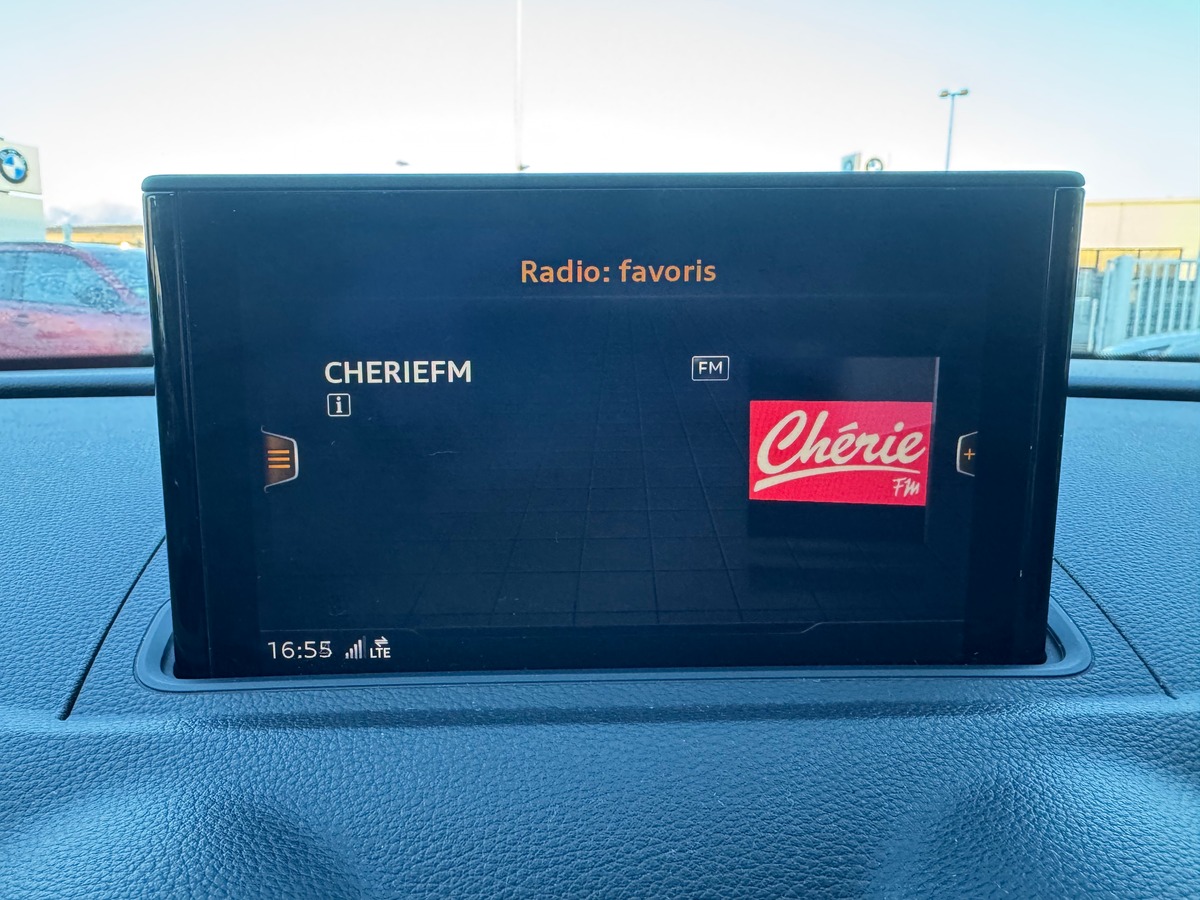 Radio: favoris
CHERIEFM
FM
i
Chérie
FM
16:55
LTE